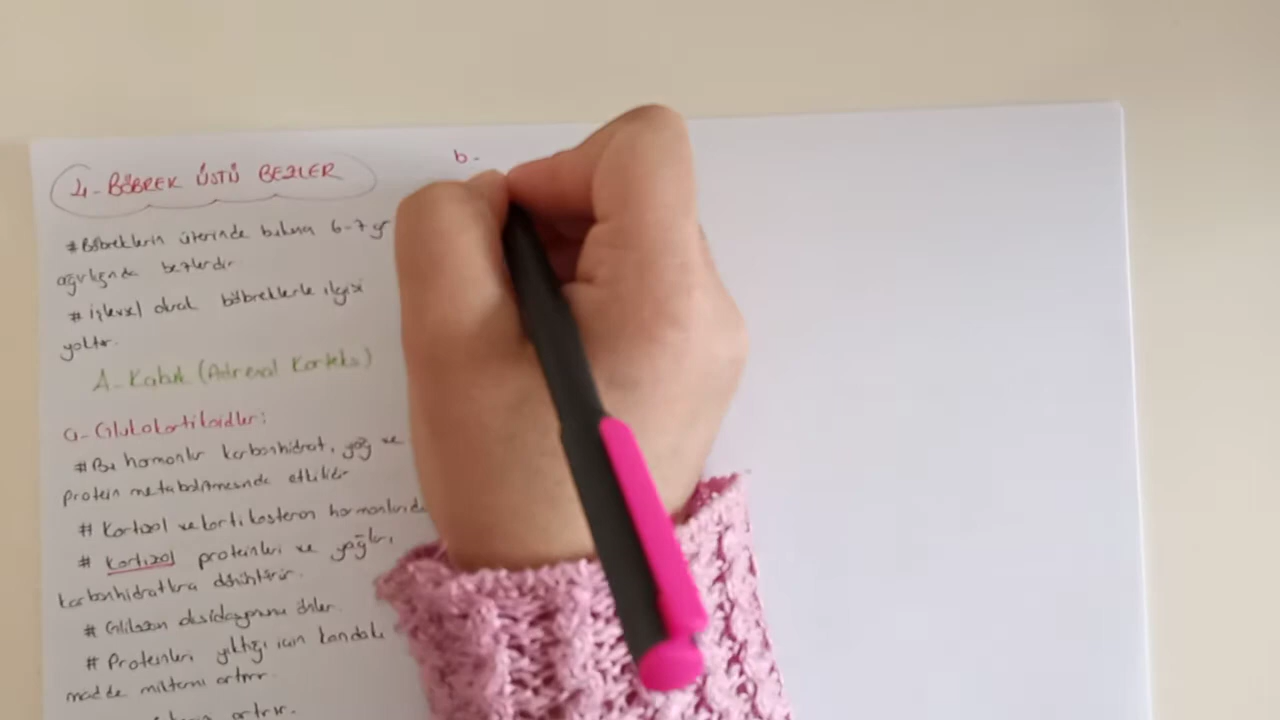 4- BÖBREK ÜSTÜ BEZLER
# Böbreklerin üzerinde bulunan 6-7 gr
ağırlığında bezlerdir.
# İşlevsel olarak böbreklerle ilgisi
yoktur.
A- Kabuk (Adrenal Korteks)
a- Glukokortikoidler:
# Bu hormonlar karbonhidrat, yağ ve
protein metabolizmasında etkilidir
# Kortizol ve kortikosteron
# Kortizol proteinleri ve yağları,
karbonhidratlara dönüştürür.
# Glikozun oksidasyonunu önler.
# Proteinleri yıktığı için kandaki
madde miktarını artırır.
artırır.
b-